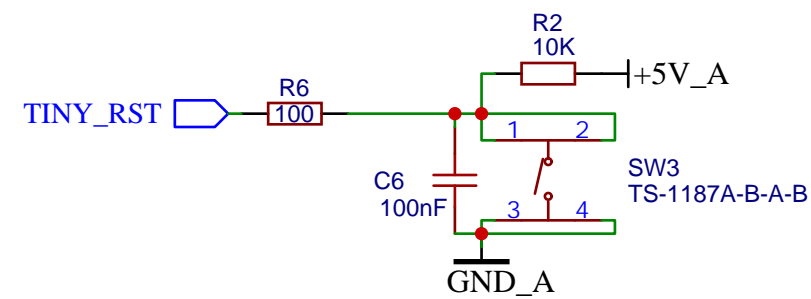 R2
10K
+5V_A
R6
TINY_RST
100
1 2
SW3
TS-1187A-B-A-B
C6
100nF
3 4
GND_A